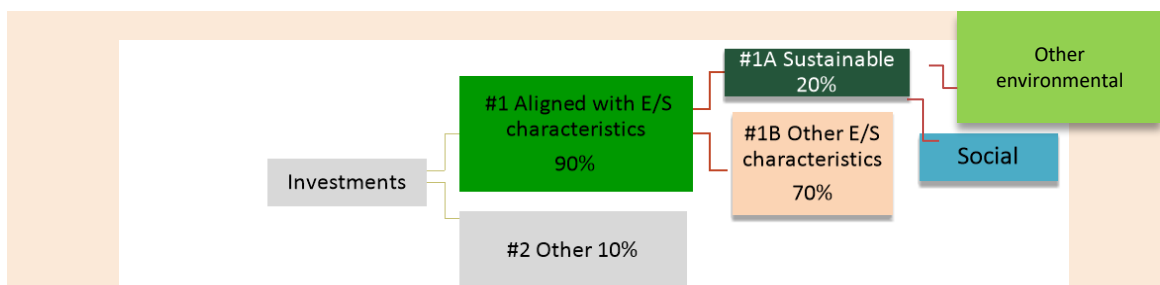 Investments
#1 Aligned with E/S
characteristics
90%
#2 Other 10%
#1A Sustainable
20%
#1B Other E/S
characteristics
70%
Other
environmental
Social